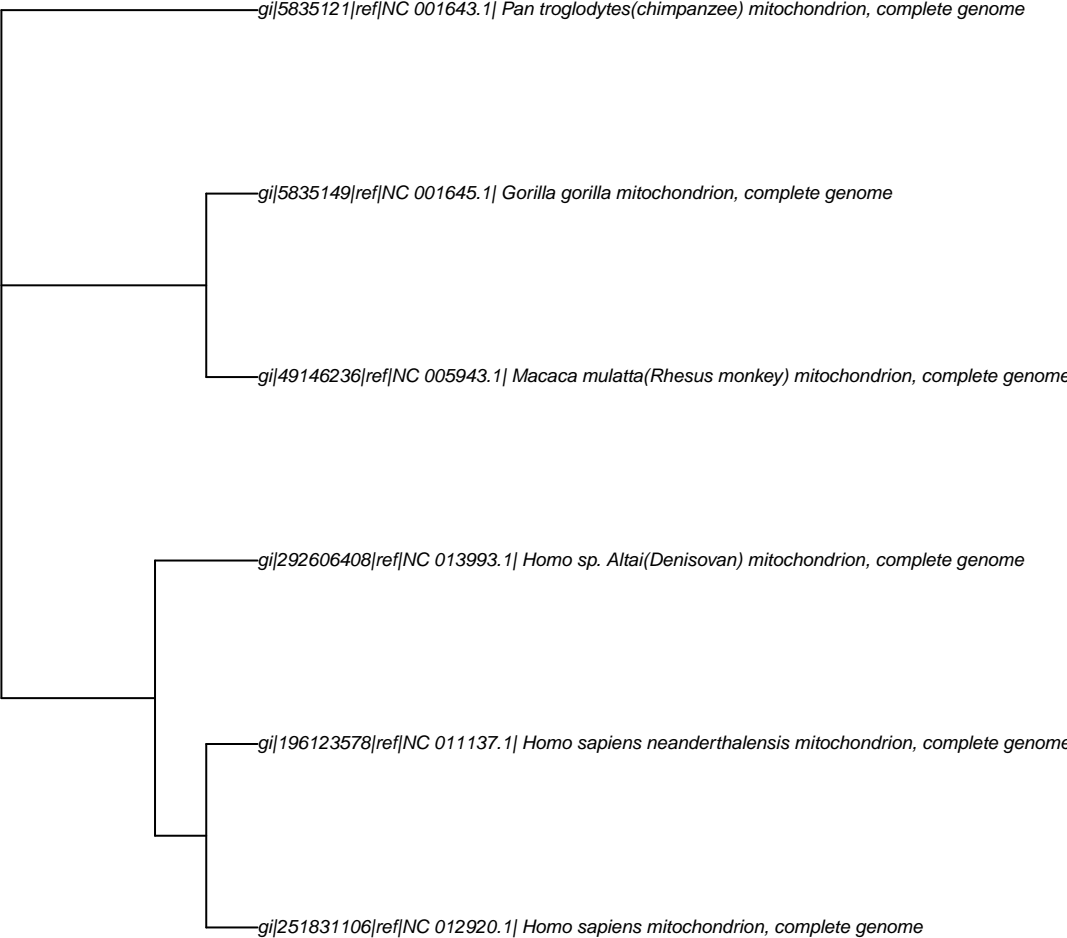 gi|5835121|ref|NC 001643.1| Pan troglodytes(chimpanzee) mitochondrion, complete genome
gi|5835149|ref|NC 001645.1| Gorilla gorilla mitochondrion, complete genome
gi|49146236|ref|NC 005943.1| Macaca mulatta(Rhesus monkey) mitochondrion, complete genome
gi|292606408|ref|NC 013993.1| Homo sp. Altai(Denisovan) mitochondrion, complete genome
gi|196123578|ref|NC 011137.1| Homo sapiens neanderthalensis mitochondrion, complete genome
gi|251831106|ref|NC 012920.1| Homo sapiens mitochondrion, complete genome